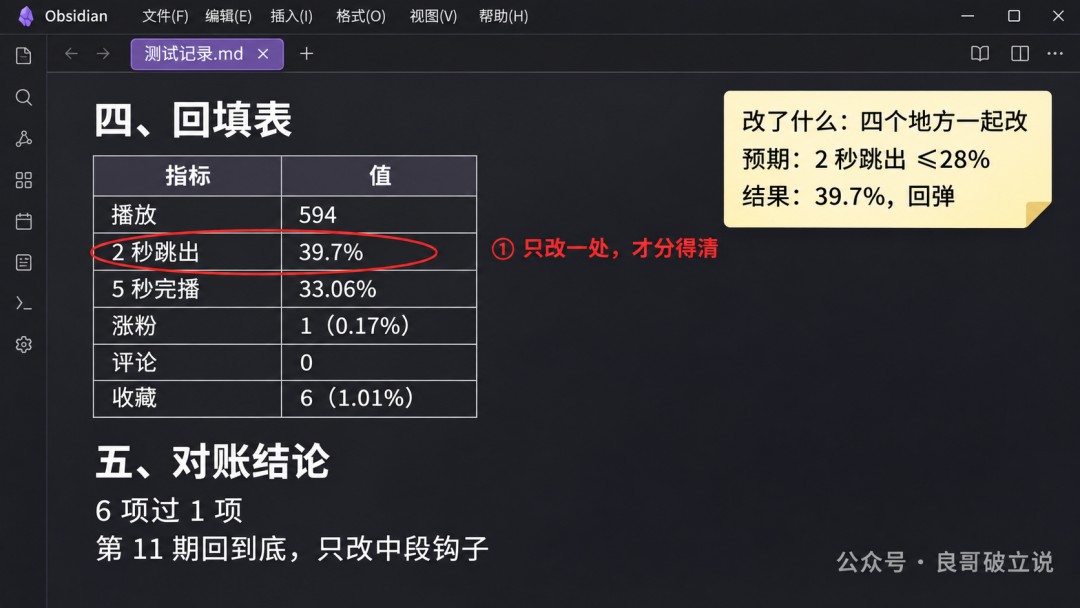 Obsidian 文件(F) 编辑(E) 插入(I) 格式(O) 视图(V) 帮助(H)
测试记录.md
四、回填表
指标 值
播放 594
2 秒跳出 39.7%
5 秒完播 33.06%
涨粉 1（0.17%）
评论 0
收藏 6（1.01%）
① 只改一处，才分得清
改了什么：四个地方一起改
预期：2 秒跳出 ≤28%
结果：39.7%，回弹
五、对账结论
6 项过 1 项
第 11 期回到底，只改中段钩子
公众号·良哥破立说